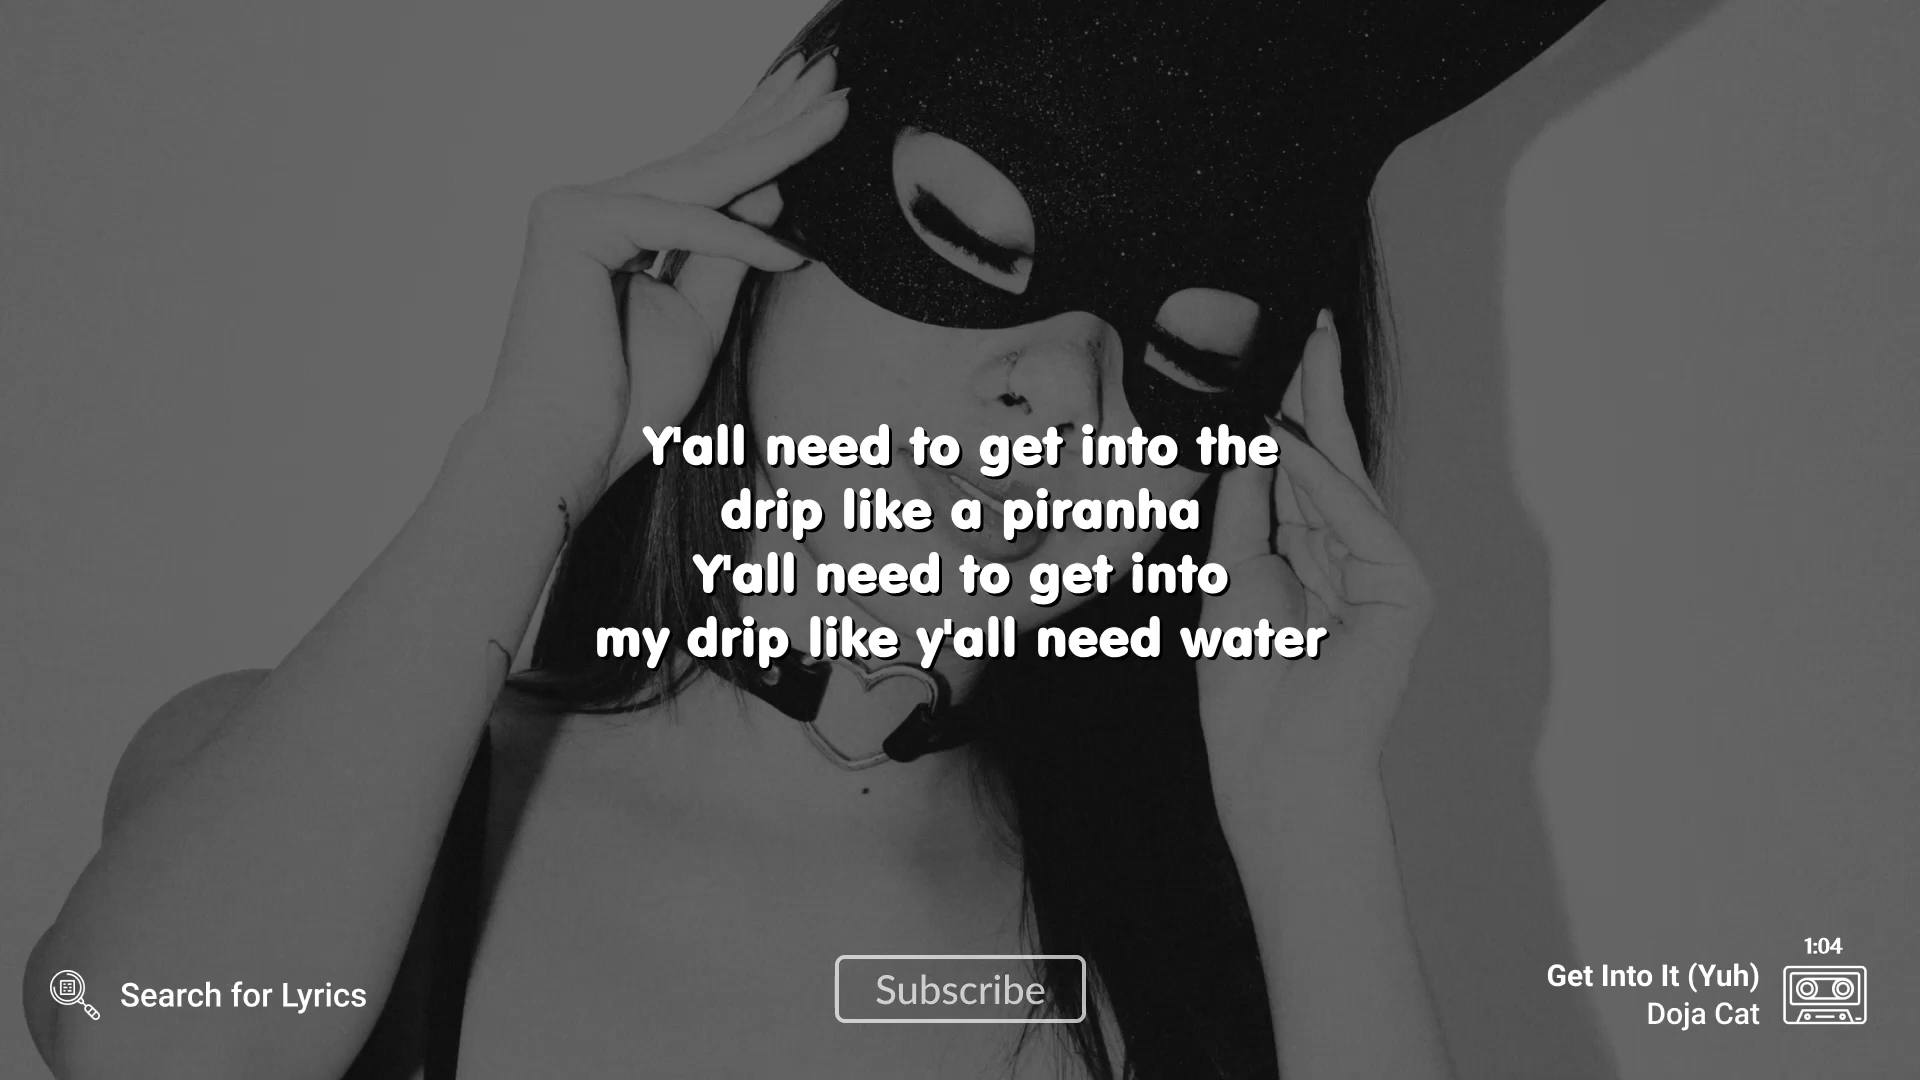 Y'all need to get into the
drip like a piranha
Y'all need to get into
my drip like y'all need water
Search for Lyrics
Subscribe
1:04
Get Into It (Yuh)
Doja Cat